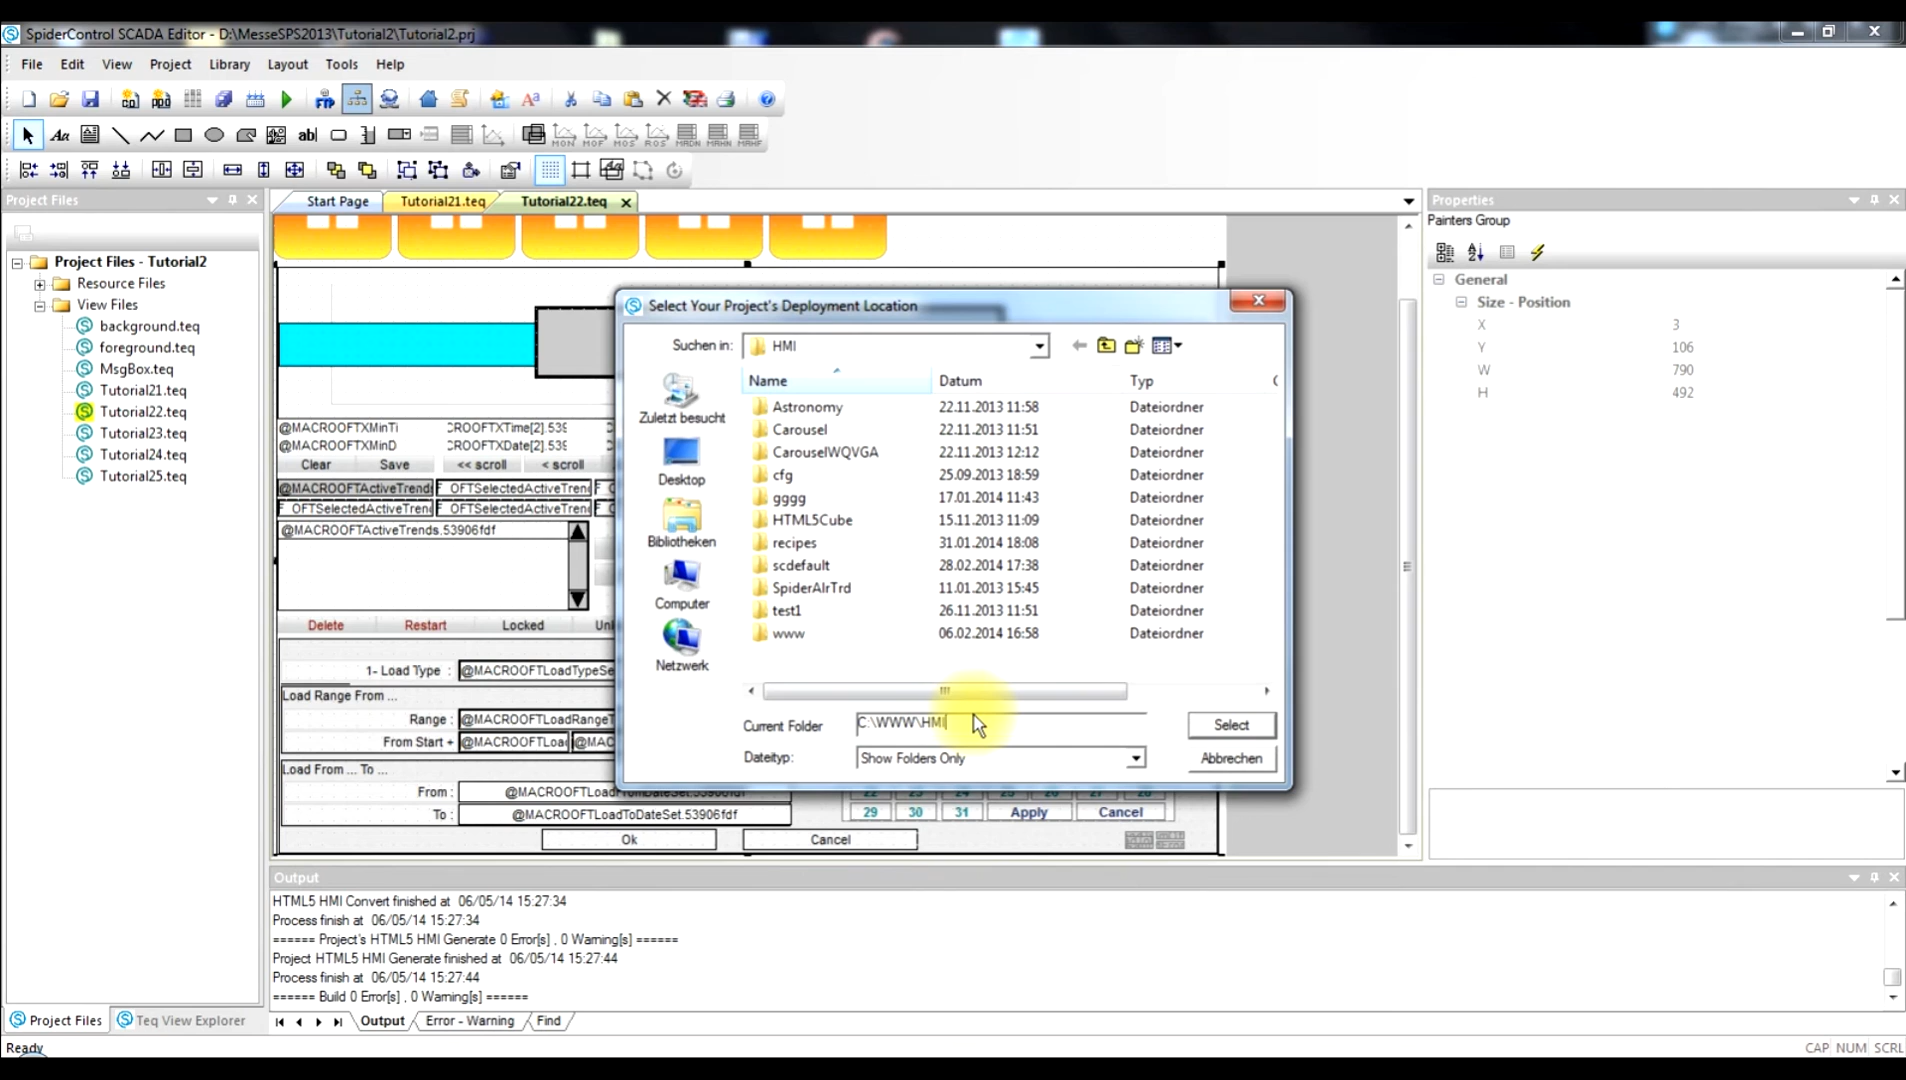 SpiderControl SCADA Editor - D:\MesseSPS2013\Tutorial2\Tutorial2.prj
File Edit View Project Library Layout Tools Help
Project Files
Project Files - Tutorial2
Resource Files
View Files
background.teq
foreground.teq
MsgBox.teq
Tutorial21.teq
Tutorial22.teq
Tutorial23.teq
Tutorial24.teq
Tutorial25.teq
Project Files Teq View Explorer
Start Page Tutorial21.teq Tutorial22.teq
@MACROOFTXMinTi
@MACROOFTXMinD
Clear Save << scroll < scroll
@MACROOFTActiveTrends.53906fdf
Delete Restart Locked
1- Load Type :
Load Range From ...
Range :
From Start +
Load From ... To ...
From :
To : @MACROOFTLoadToDateSet.53906fdf
29 30 31 Apply Cancel
Ok Cancel
Select Your Project's Deployment Location
Suchen in: HMI
Zuletzt besucht
Desktop
Bibliotheken
Computer
Netzwerk
Name Datum Typ
Astronomy 22.11.2013 11:58 Dateiordner
Carousel 22.11.2013 11:51 Dateiordner
CarouselWQVGA 22.11.2013 12:12 Dateiordner
cfg 25.09.2013 18:59 Dateiordner
gggg 17.01.2014 11:43 Dateiordner
HTML5Cube 15.11.2013 11:09 Dateiordner
recipes 31.01.2014 18:08 Dateiordner
scdefault 28.02.2014 17:38 Dateiordner
SpiderAlrTrd 11.01.2013 15:45 Dateiordner
test1 26.11.2013 11:51 Dateiordner
www 06.02.2014 16:58 Dateiordner
Current Folder C:\WWW\HMI Select
Dateityp: Show Folders Only Abbrechen
Properties
Painters Group
General
Size - Position
X 3
Y 106
W 790
H 492
Output
HTML5 HMI Convert finished at 06/05/14 15:27:34
Process finish at 06/05/14 15:27:34
====== Project's HTML5 HMI Generate 0 Error[s] , 0 Warning[s] ======
Project HTML5 HMI Generate finished at 06/05/14 15:27:44
Process finish at 06/05/14 15:27:44
====== Build 0 Error[s] , 0 Warning[s] ======
Output Error - Warning Find
Ready
CAP NUM SCRL